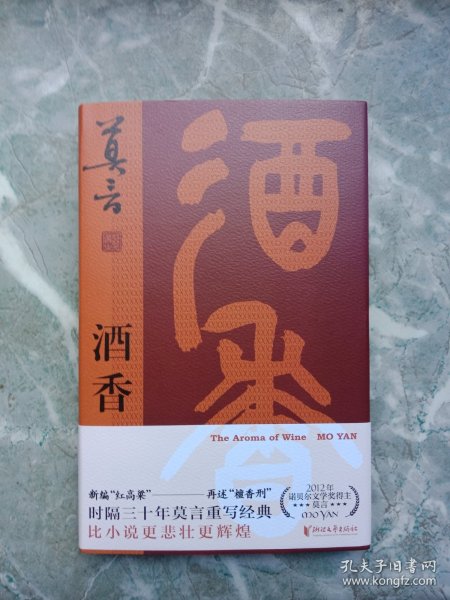 莫言
酒香
酒香
The Aroma of Wine MO YAN
新编“红高粱”————再述“檀香刑”
时隔三十年莫言重写经典
比小说更悲壮更辉煌
2012年
诺贝尔文学奖得主
★★★ 莫言 ★★★
MO YAN
浙江文艺出版社
孔夫子旧书网
www.kongfz.com